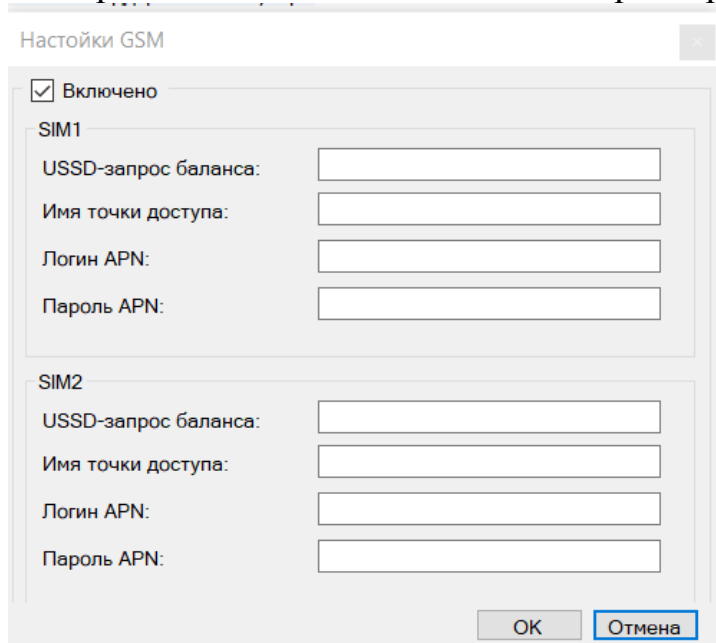 Настойки GSM
Включено
SIM1
USSD-запрос баланса:
Имя точки доступа:
Логин APN:
Пароль APN:
SIM2
USSD-запрос баланса:
Имя точки доступа:
Логин APN:
Пароль APN:
OK Отмена